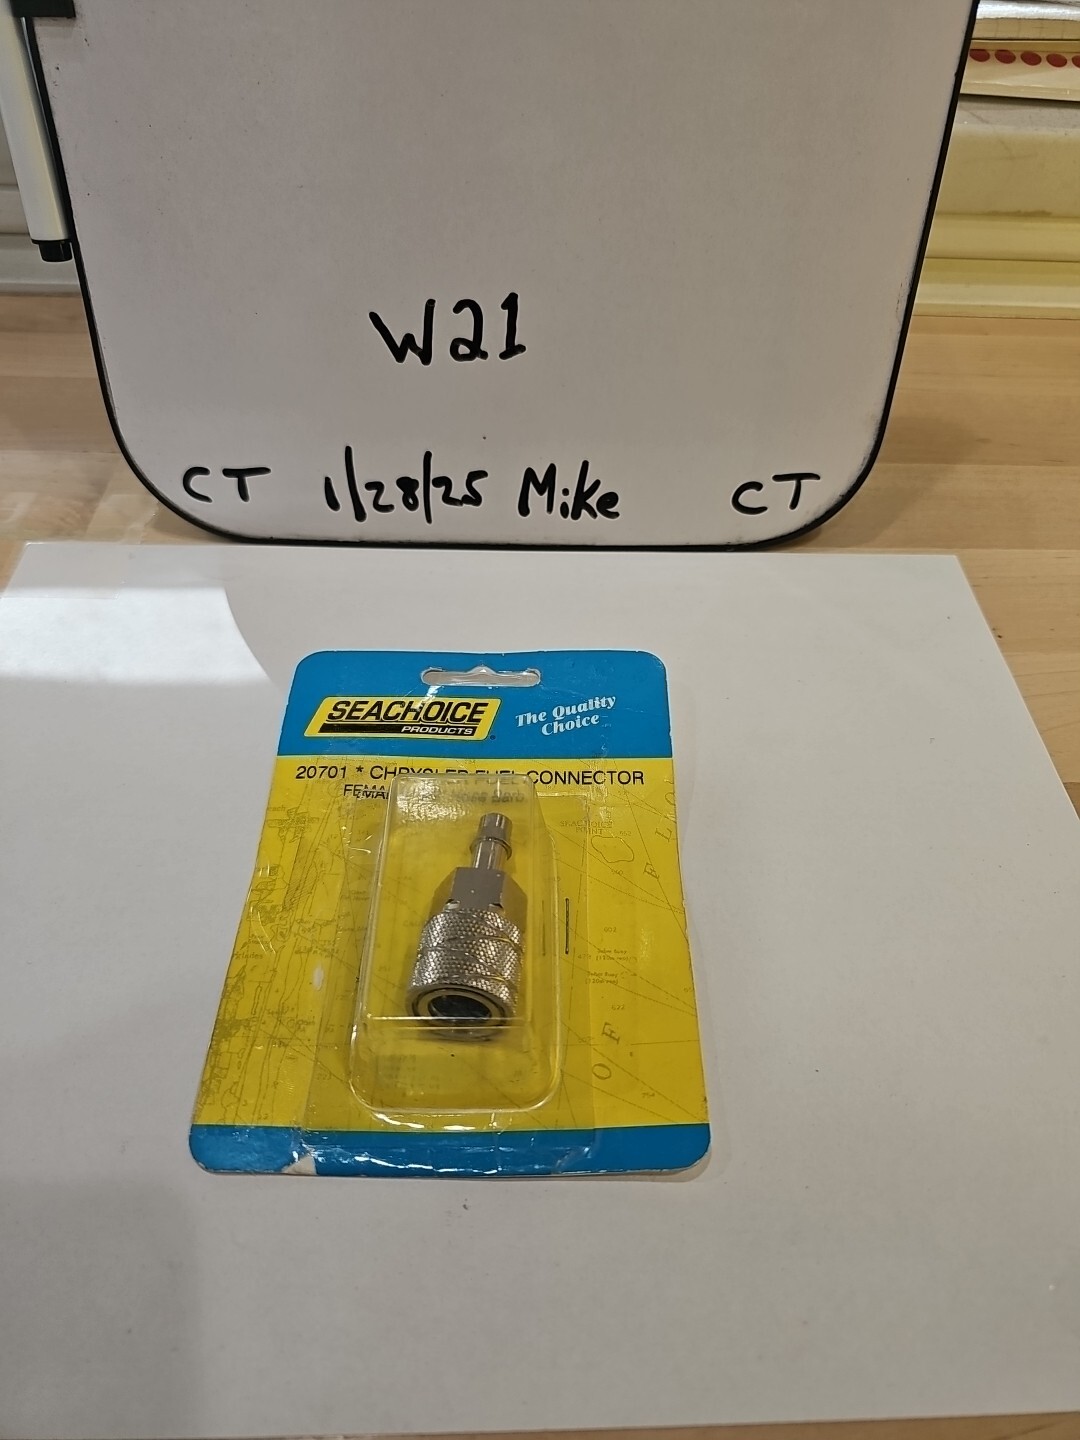 W21
CT 1/28/25 Mike CT
SEACHOICE
PRODUCTS
The Quality
Choice
20701 * CHRYSLER FUEL CONNECTOR